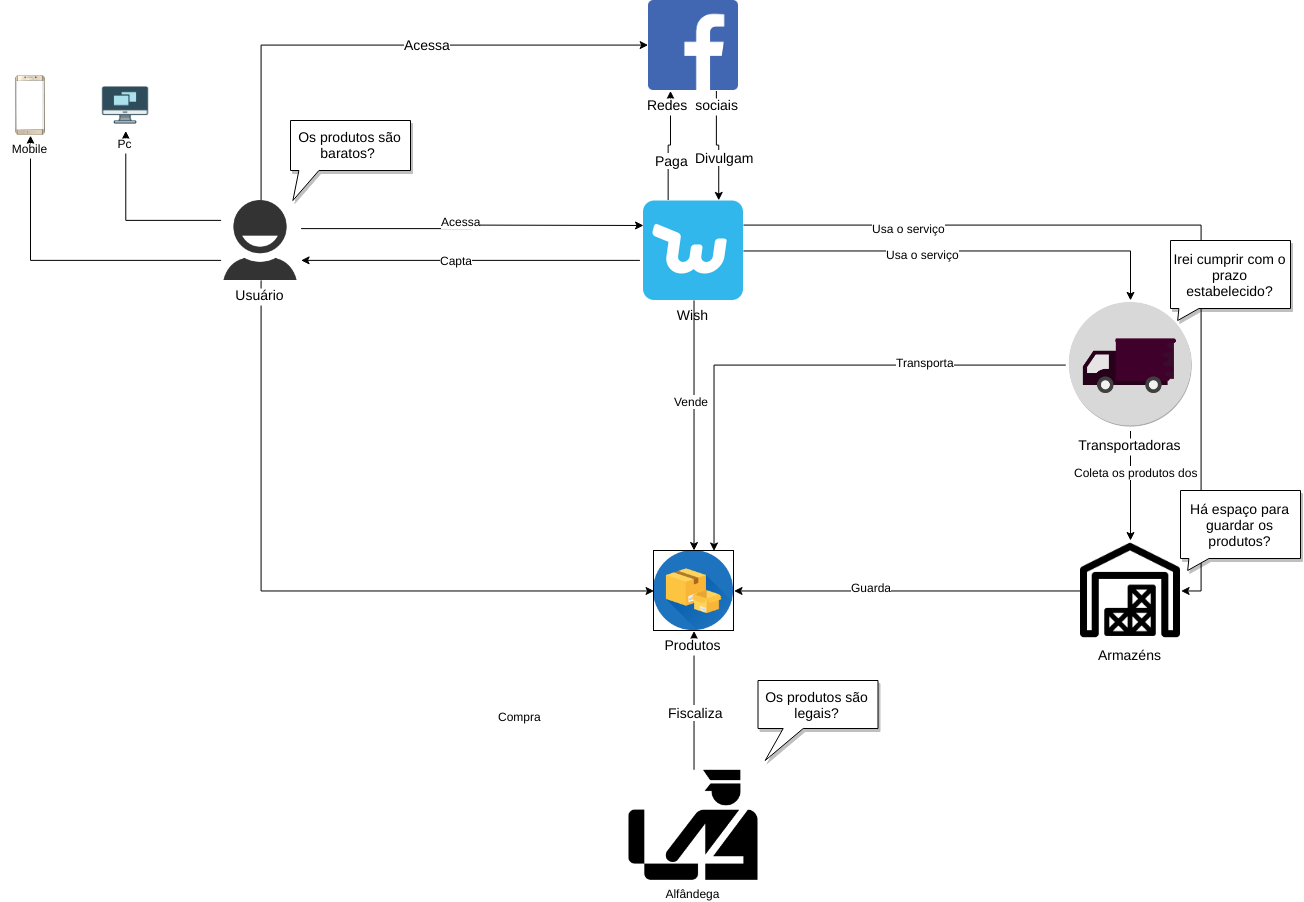 Acessa
Redes sociais
Mobile
Pc
Os produtos são
baratos?
Paga
Divulgam
Acessa
Usa o serviço
Capta
Usa o serviço
Irei cumprir com o
prazo
estabelecido?
Usuário
Wish
Transporta
Vende
Transportadoras
Coleta os produtos dos
Há espaço para
guardar os
produtos?
Guarda
Produtos
Armazéns
Os produtos são
legais?
Fiscaliza
Compra
Alfândega